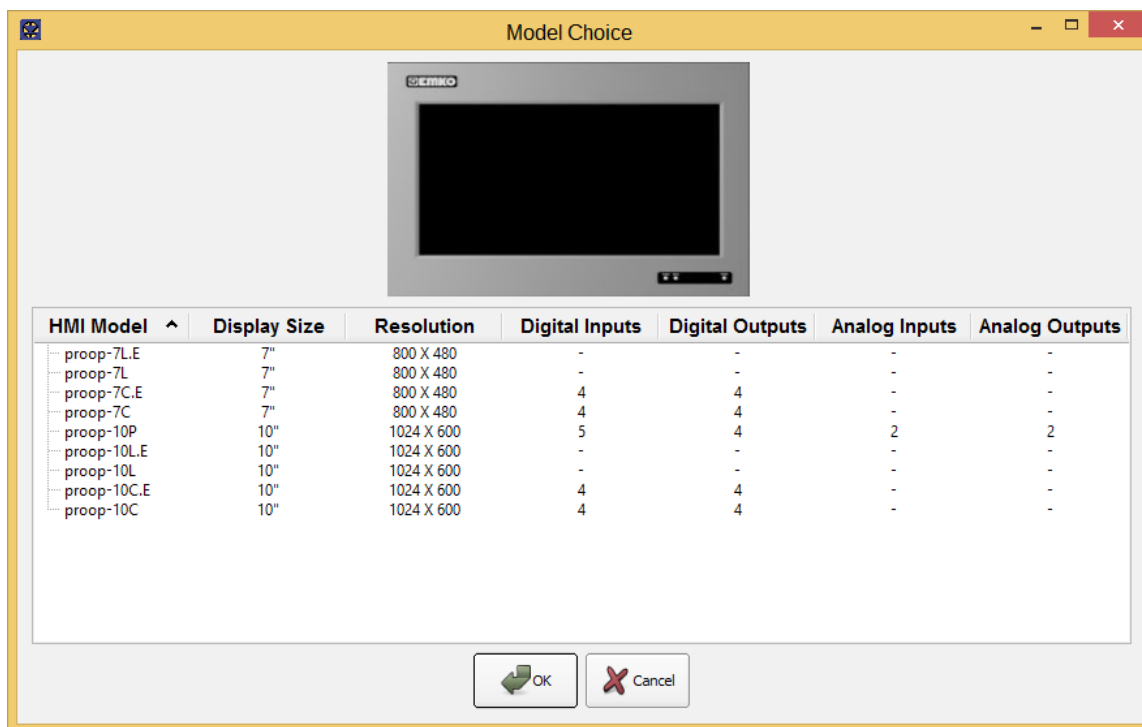 Model Choice
EMKO
HMI Model Display Size Resolution Digital Inputs Digital Outputs Analog Inputs Analog Outputs
proop-7L.E 7" 800 X 480 - - - -
proop-7L 7" 800 X 480 - - - -
proop-7C.E 7" 800 X 480 4 4 - -
proop-7C 7" 800 X 480 4 4 - -
proop-10P 10" 1024 X 600 5 4 2 2
proop-10L.E 10" 1024 X 600 - - - -
proop-10L 10" 1024 X 600 - - - -
proop-10C.E 10" 1024 X 600 4 4 - -
proop-10C 10" 1024 X 600 4 4 - -
OK Cancel